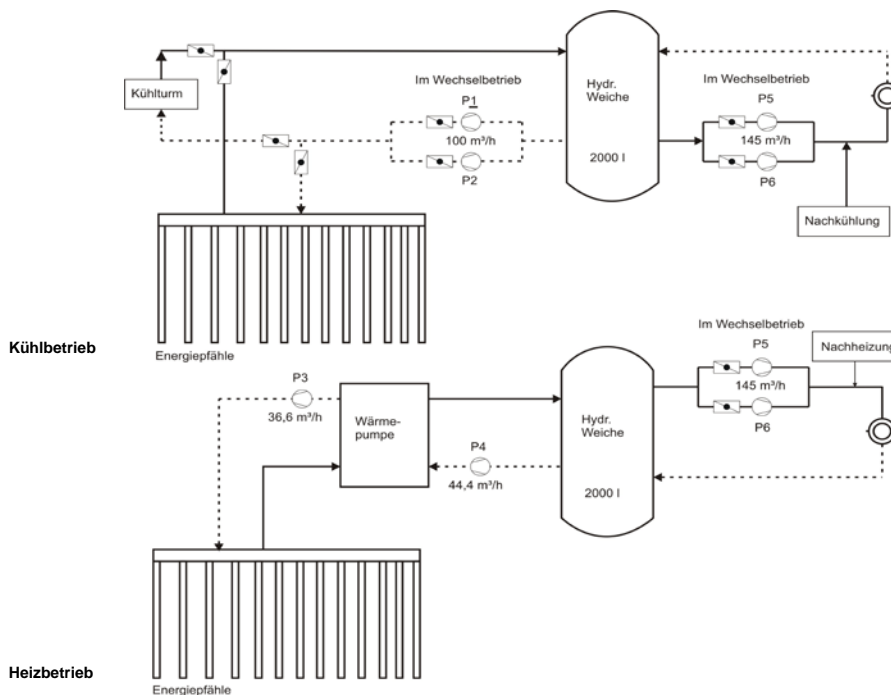 Im Wechselbetrieb
P1
100 m³/h
P2
Kühlturm
Hydr.
Weiche
2000 l
Im Wechselbetrieb
P5
145 m³/h
P6
Nachkühlung
Kühlbetrieb
Energiepfähle
P3
36,6 m³/h
Wärme-
pumpe
P4
44,4 m³/h
Hydr.
Weiche
2000 l
Im Wechselbetrieb
P5
145 m³/h
P6
Nachheizung
Heizbetrieb
Energiepfähle